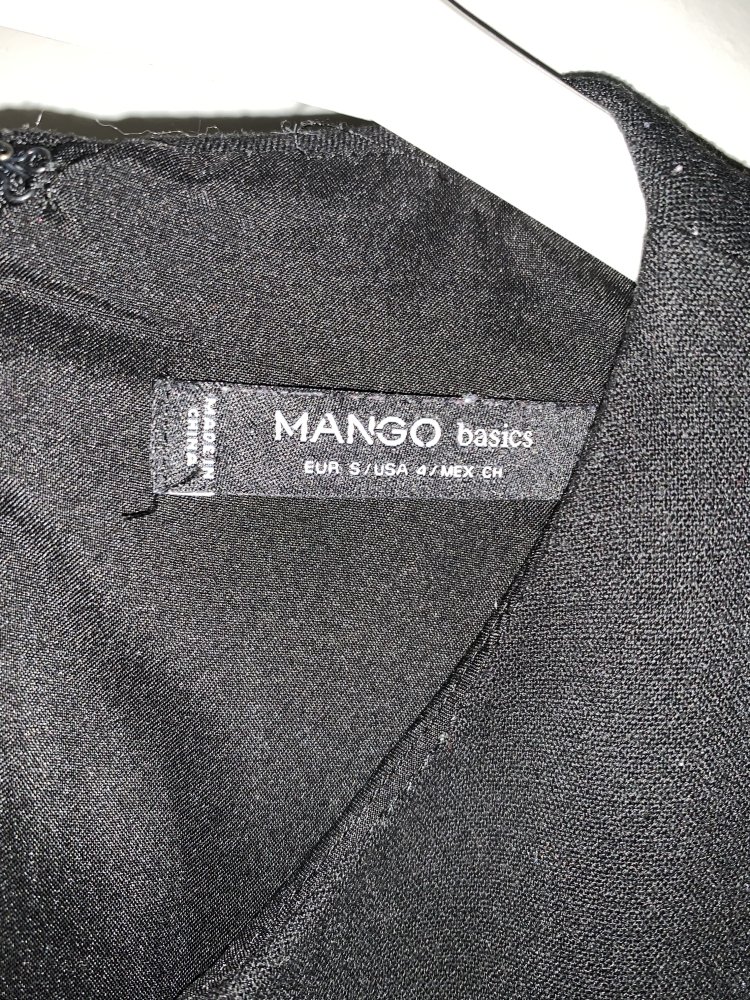 MANGO basics
EUR S/USA 4/MEX CH
MADE IN
CHINA